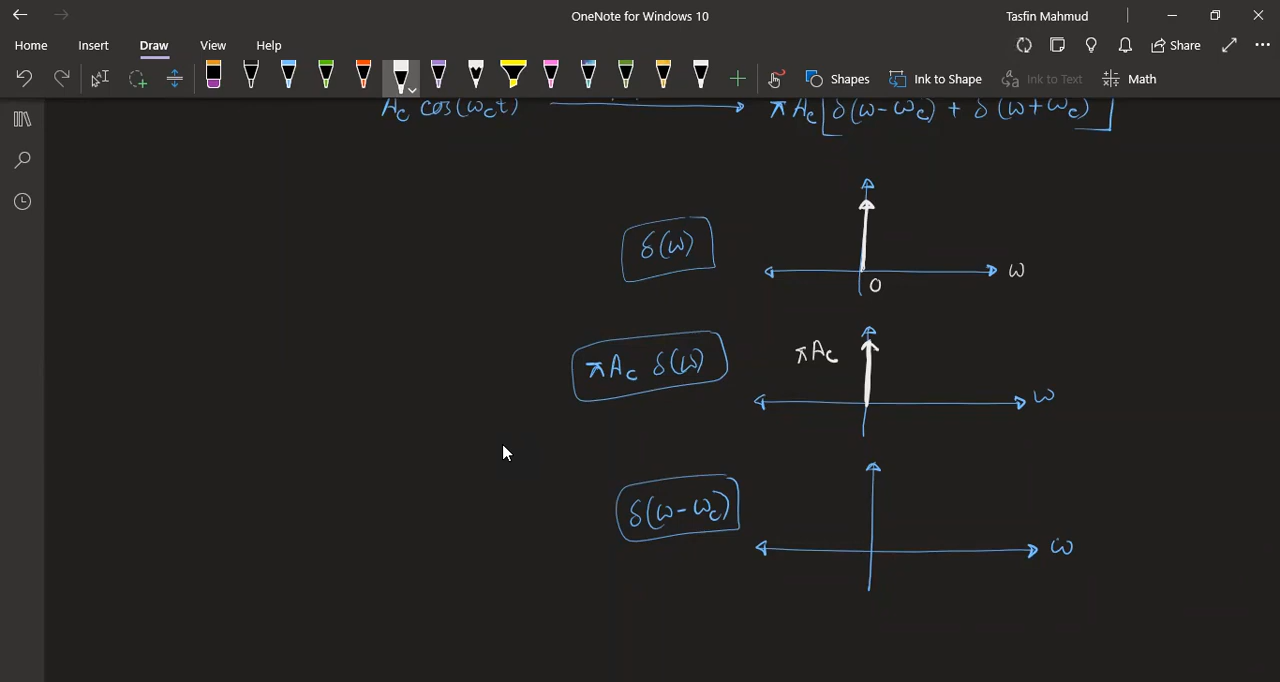 OneNote for Windows 10
Tasfin Mahmud
Home Insert Draw View Help
Share
Shapes Ink to Shape Ink to Text Math
A_c cos(ω_c t) π A_c [δ(ω-ω_c) + δ(ω+ω_c)]
δ(ω)
ω
0
π A_c δ(ω)
π A_c
ω
δ(ω-ω_c)
ω